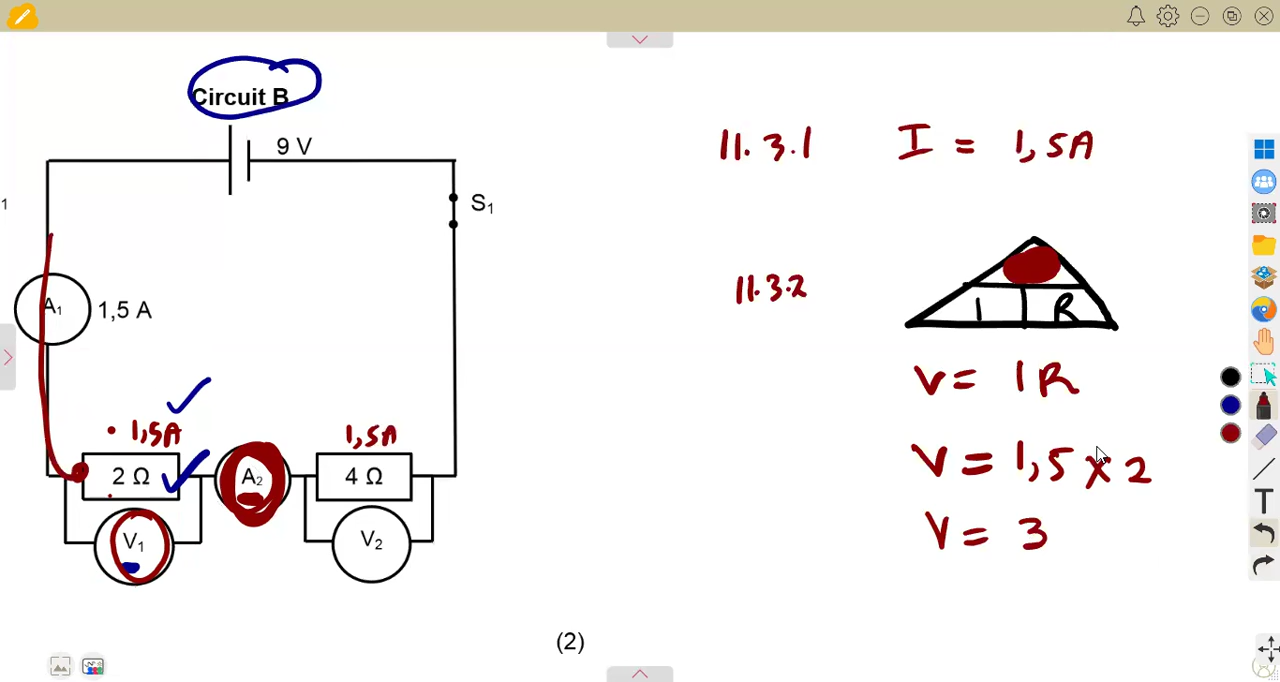 Circuit B
9 V
11.3.1 I = 1,5A
1
S₁
A₁ 1,5 A
11.3.2
I R
V = IR
1,5A 1,5A
2 Ω A₂ 4 Ω
V = 1,5 x 2
V₁ V₂
V = 3
(2)
T